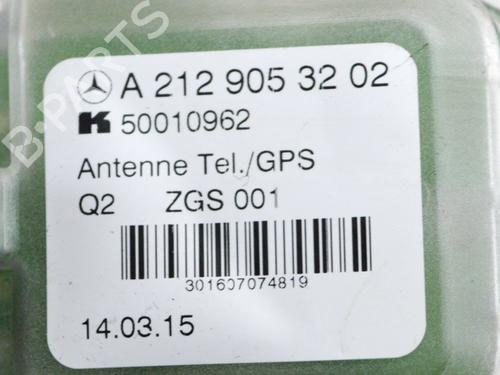 A 212 905 32 02
K 50010962
Antenne Tel./GPS
Q2 ZGS 001
301607074819
14.03.15
B-PARTS